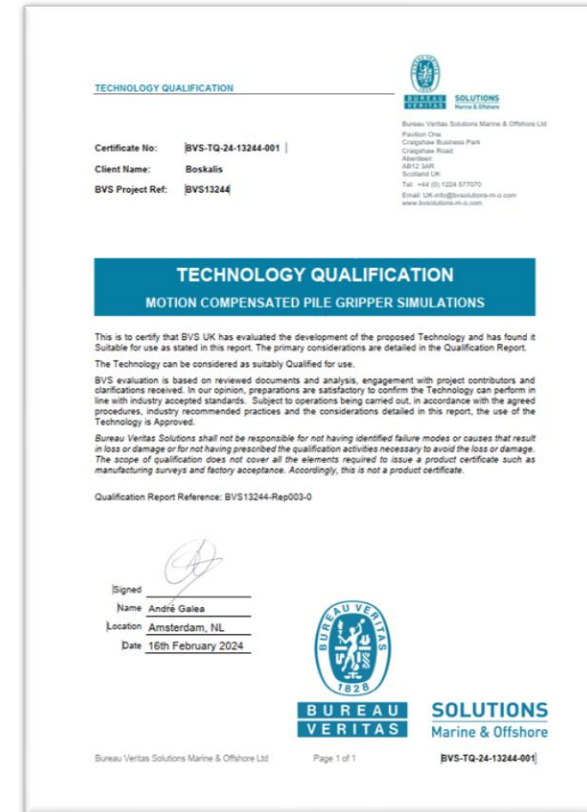 TECHNOLOGY QUALIFICATION
BUREAU
VERITAS
SOLUTIONS
Marine & Offshore
Bureau Veritas Solutions Marine & Offshore Ltd
Pavilion One
Craigshaw Business Park
Craigshaw Road
Aberdeen
AB12 3AR
Scotland UK
Tel: +44 (0) 1224 577070
Email: UK-info@bvsolutions-m-o.com
www.bvsolutions-m-o.com
Certificate No: BVS-TQ-24-13244-001
Client Name: Boskalis
BVS Project Ref: BVS13244
TECHNOLOGY QUALIFICATION
MOTION COMPENSATED PILE GRIPPER SIMULATIONS
This is to certify that BVS UK has evaluated the development of the proposed Technology and has found it
Suitable for use as stated in this report. The primary considerations are detailed in the Qualification Report.
The Technology can be considered as suitably Qualified for use.
BVS evaluation is based on reviewed documents and analysis, engagement with project contributors and
clarifications received. In our opinion, preparations are satisfactory to confirm the Technology can perform in
line with industry accepted standards. Subject to operations being carried out, in accordance with the agreed
procedures, industry recommended practices and the considerations detailed in this report, the use of the
Technology is Approved.
Bureau Veritas Solutions shall not be responsible for not having identified failure modes or causes that result
in loss or damage or for not having prescribed the qualification activities necessary to avoid the loss or damage.
The scope of qualification does not cover all the elements required to issue a product certificate such as
manufacturing surveys and factory acceptance. Accordingly, this is not a product certificate.
Qualification Report Reference: BVS13244-Rep003-0
Signed
Name André Galea
Location Amsterdam, NL
Date 16th February 2024
BUREAU VERITAS
1828
BUREAU
VERITAS
SOLUTIONS
Marine & Offshore
Bureau Veritas Solutions Marine & Offshore Ltd
Page 1 of 1
BVS-TQ-24-13244-001